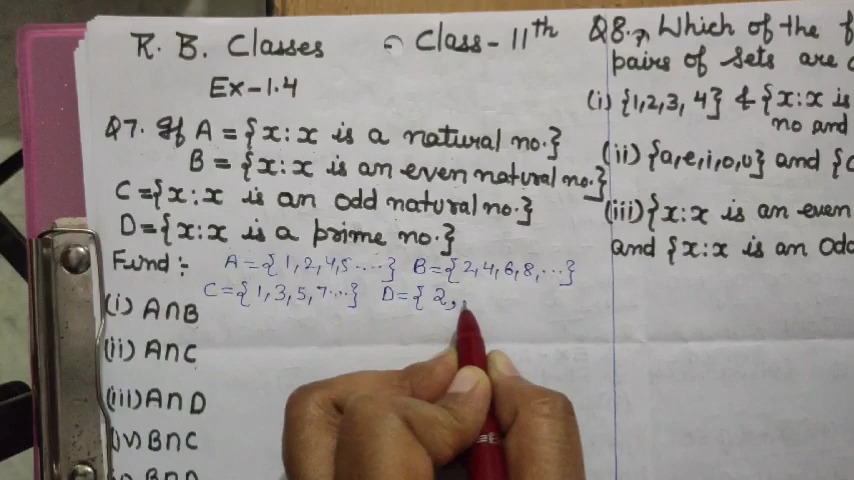 R. B. Classes
Class-11th
Ex-1.4
Q7. If A = {x:x is a natural no.}
B = {x:x is an even natural no.}
C = {x:x is an odd natural no.}
D = {x:x is a prime no.}
Find :-
A = {1,2,4,5.....} B = {2,4,6,8,...}
C = {1,3,5,7...} D = { 2,
(i) A∩B
(ii) A∩C
(iii) A∩D
(iv) B∩C
B∩D
Q8. Which of the
pairs of sets are
(i) {1,2,3,4} & {x:x is
no and
(ii) {a,e,i,o,u} and {
(iii) {x:x is an even
and {x:x is an odd